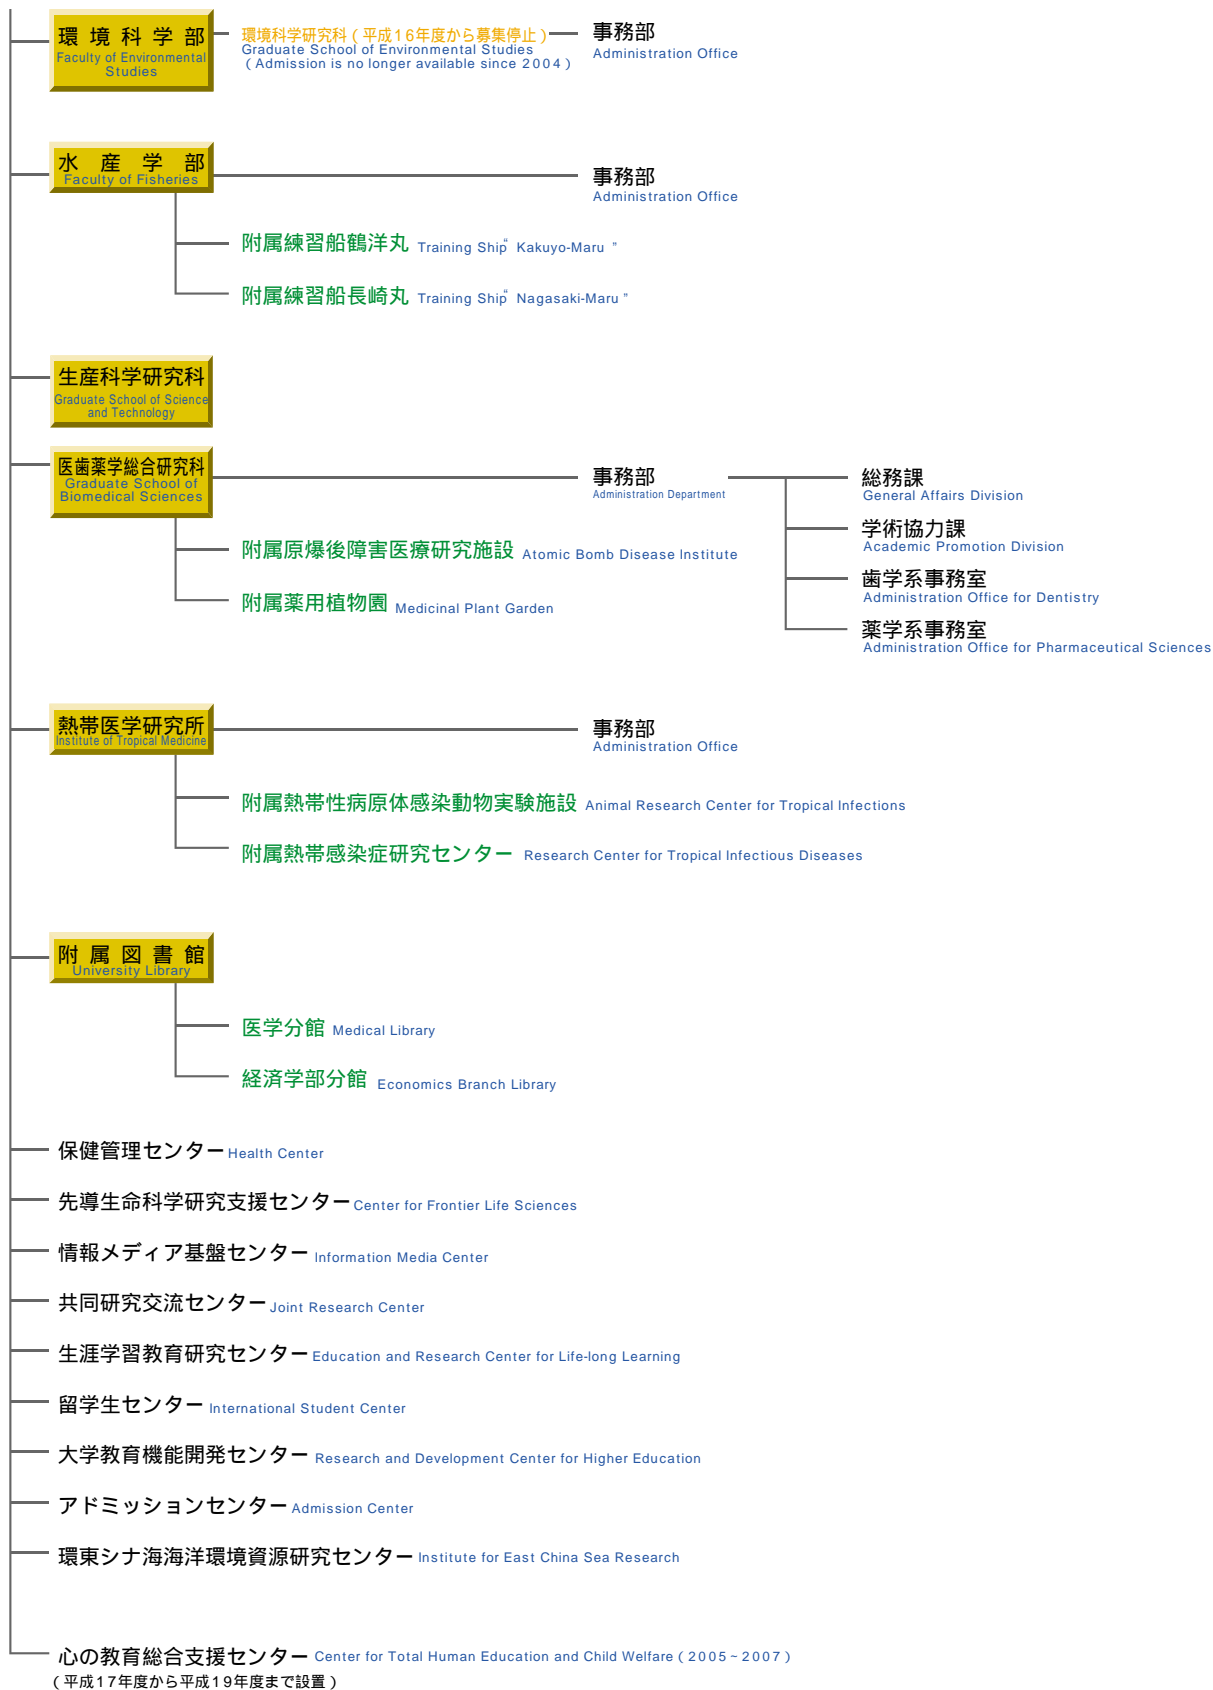 環境科学部
Faculty of Environmental
Studies
環境科学研究科（平成16年度から募集停止）
Graduate School of Environmental Studies
（Admission is no longer available since 2004）
事務部
Administration Office
水産学部
Faculty of Fisheries
事務部
Administration Office
附属練習船鶴洋丸 Training Ship“ Kakuyo-Maru ”
附属練習船長崎丸 Training Ship“ Nagasaki-Maru ”
生産科学研究科
Graduate School of Science
and Technology
医歯薬学総合研究科
Graduate School of
Biomedical Sciences
事務部
Administration Department
総務課
General Affairs Division
学術協力課
Academic Promotion Division
歯学系事務室
Administration Office for Dentistry
薬学系事務室
Administration Office for Pharmaceutical Sciences
附属原爆後障害医療研究施設 Atomic Bomb Disease Institute
附属薬用植物園 Medicinal Plant Garden
熱帯医学研究所
Institute of Tropical Medicine
事務部
Administration Office
附属熱帯性病原体感染動物実験施設 Animal Research Center for Tropical Infections
附属熱帯感染症研究センター Research Center for Tropical Infectious Diseases
附属図書館
University Library
医学分館 Medical Library
経済学部分館 Economics Branch Library
保健管理センター Health Center
先導生命科学研究支援センター Center for Frontier Life Sciences
情報メディア基盤センター Information Media Center
共同研究交流センター Joint Research Center
生涯学習教育研究センター Education and Research Center for Life-long Learning
留学生センター International Student Center
大学教育機能開発センター Research and Development Center for Higher Education
アドミッションセンター Admission Center
環東シナ海海洋環境資源研究センター Institute for East China Sea Research
心の教育総合支援センター Center for Total Human Education and Child Welfare（2005~2007）
（平成17年度から平成19年度まで設置）